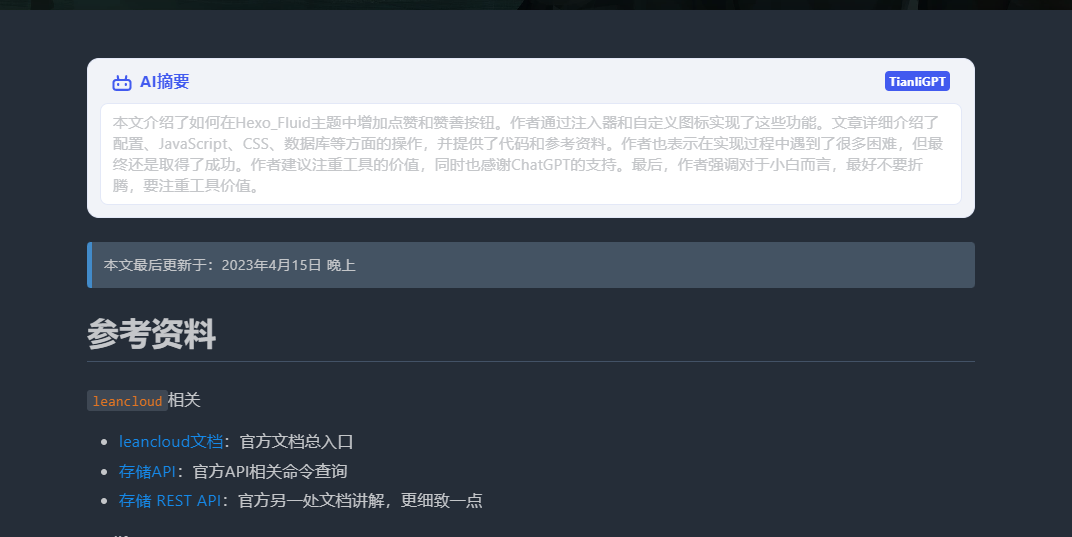 AI摘要
TianliGPT
本文介绍了如何在Hexo_Fluid主题中增加点赞和赞善按钮。作者通过注入器和自定义图标实现了这些功能。文章详细介绍了
配置、JavaScript、CSS、数据库等方面的操作，并提供了代码和参考资料。作者也表示在实现过程中遇到了很多困难，但最
终还是取得了成功。作者建议注重工具的价值，同时也感谢ChatGPT的支持。最后，作者强调对于小白而言，最好不要折
腾，要注重工具价值。
本文最后更新于：2023年4月15日 晚上
参考资料
leancloud相关
leancloud文档：官方文档总入口
存储API：官方API相关命令查询
存储 REST API：官方另一处文档讲解，更细致一点